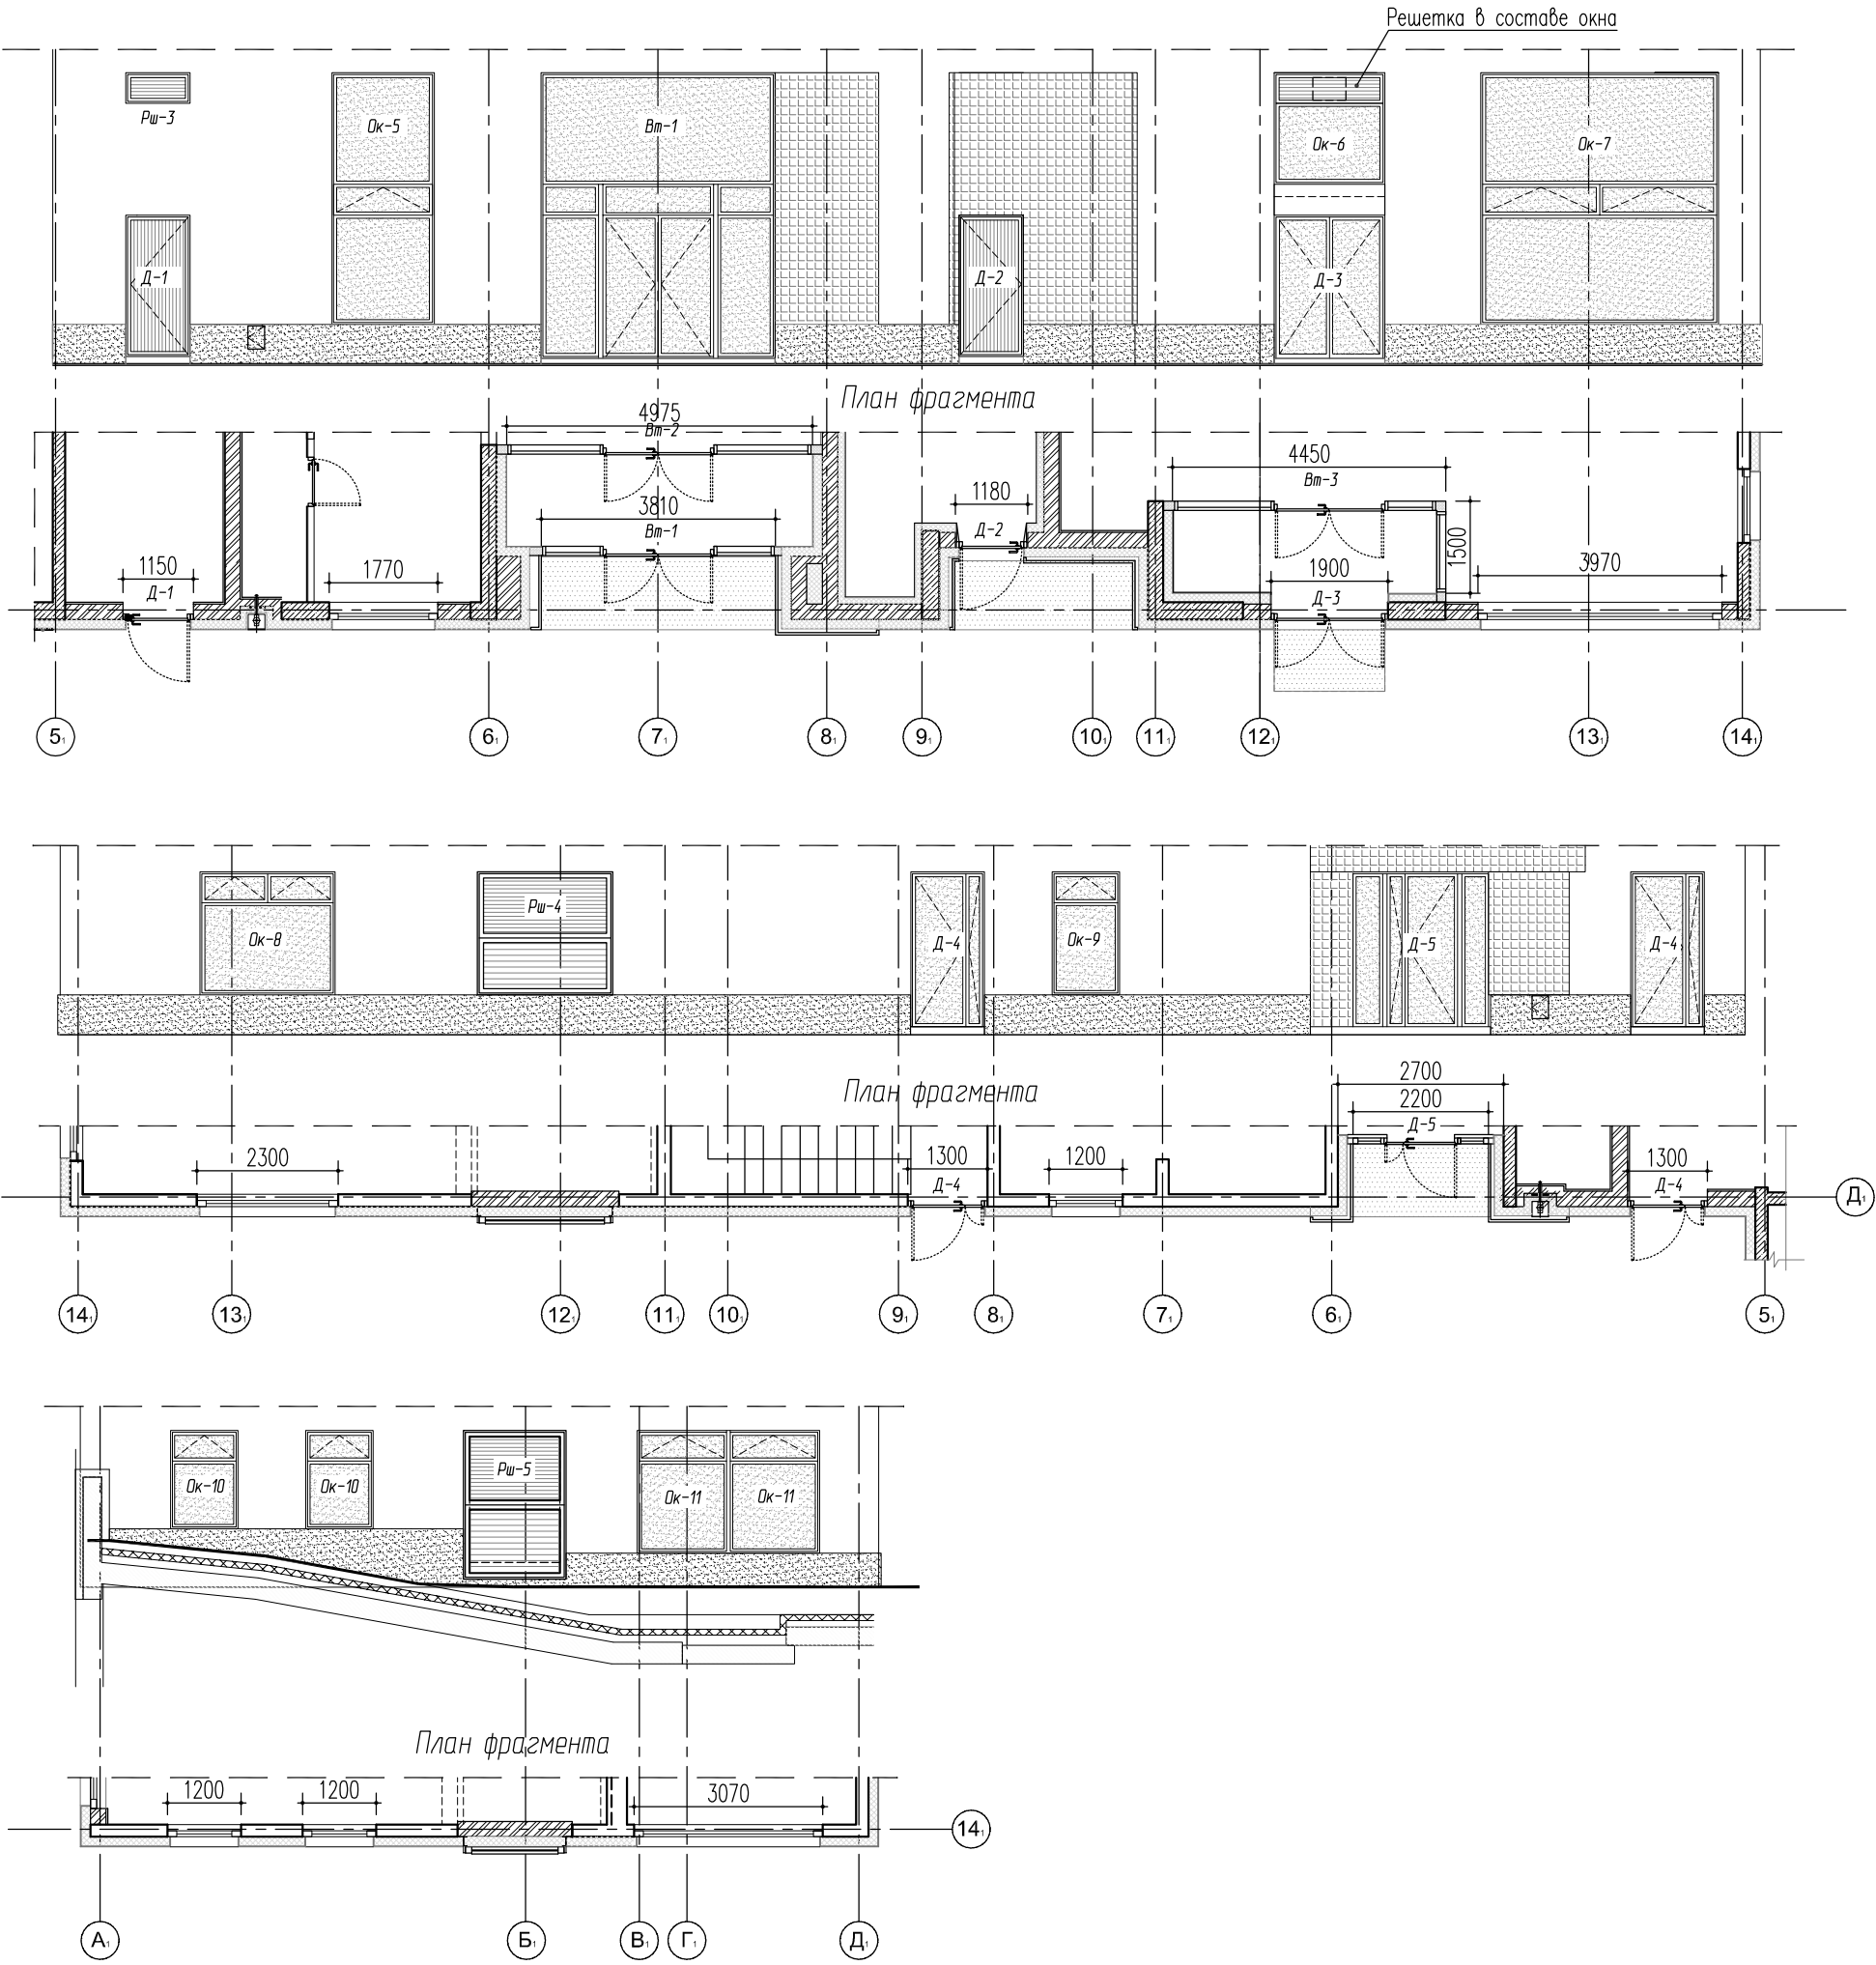 Решетка в составе окна
Рш-3
Ок-5
Вт-1
Ок-6
Ок-7
Д-1
Д-2
Д-3
План фрагмента
4975
Вт-2
4450
Вт-3
1180
Д-2
3810
Вт-1
1500
1150
Д-1
1770
1900
Д-3
3970
5₁ 6₁ 7₁ 8₁ 9₁ 10₁ 11₁ 12₁ 13₁ 14₁
Рш-4
Ок-8
Д-4
Ок-9
Д-5
Д-4
План фрагмента
2700
2200
Д-5
2300
1300
Д-4
1200
1300
Д-4
Д₁
14₁ 13₁ 12₁ 11₁ 10₁ 9₁ 8₁ 7₁ 6₁ 5₁
Рш-5
Ок-10
Ок-10
Ок-11
Ок-11
План фрагмента
1200
1200
3070
14₁
А₁ Б₁ В₁ Г₁ Д₁